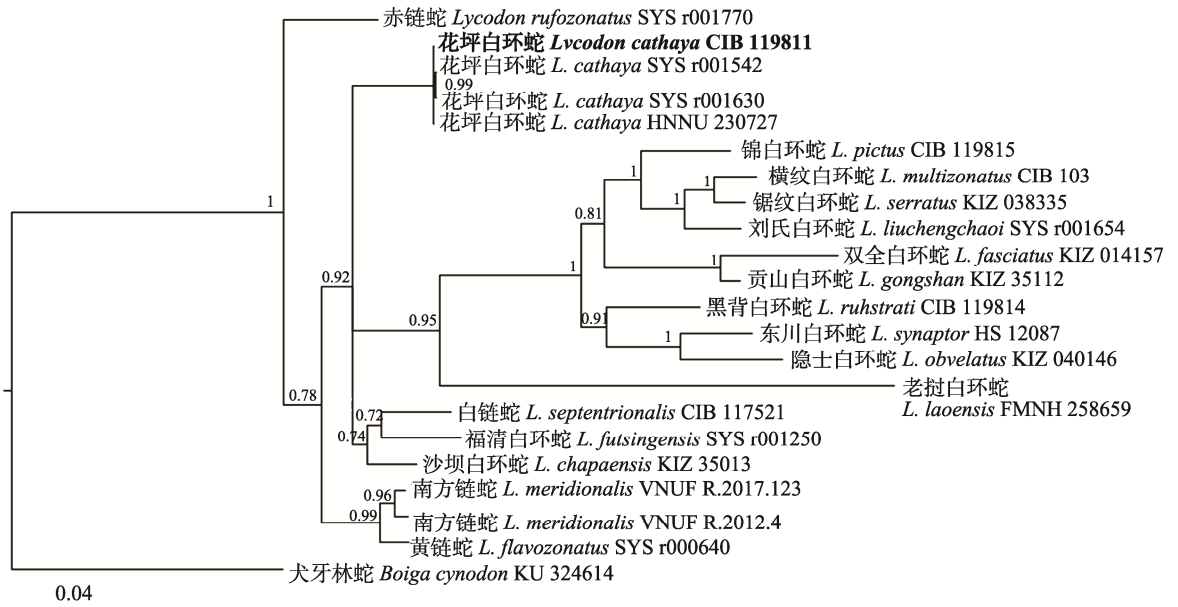 赤链蛇 Lycodon rufozonatus SYS r001770
花坪白环蛇 Lvcodon cathaya CIB 119811
花坪白环蛇 L. cathaya SYS r001542
0.99
花坪白环蛇 L. cathaya SYS r001630
花坪白环蛇 L. cathaya HNNU 230727
锦白环蛇 L. pictus CIB 119815
1
横纹白环蛇 L. multizonatus CIB 103
1
锯纹白环蛇 L. serratus KIZ 038335
1
1
0.81
刘氏白环蛇 L. liuchengchaoi SYS r001654
双全白环蛇 L. fasciatus KIZ 014157
1
1
贡山白环蛇 L. gongshan KIZ 35112
0.92
黑背白环蛇 L. ruhstrati CIB 119814
0.95
0.91
东川白环蛇 L. synaptor HS 12087
1
隐士白环蛇 L. obvelatus KIZ 040146
老挝白环蛇
L. laoensis FMNH 258659
0.78
白链蛇 L. septentrionalis CIB 117521
0.72
0.74
福清白环蛇 L. futsingensis SYS r001250
沙坝白环蛇 L. chapaensis KIZ 35013
南方链蛇 L. meridionalis VNUF R.2017.123
0.96
0.99
南方链蛇 L. meridionalis VNUF R.2012.4
黄链蛇 L. flavozonatus SYS r000640
犬牙林蛇 Boiga cynodon KU 324614
0.04